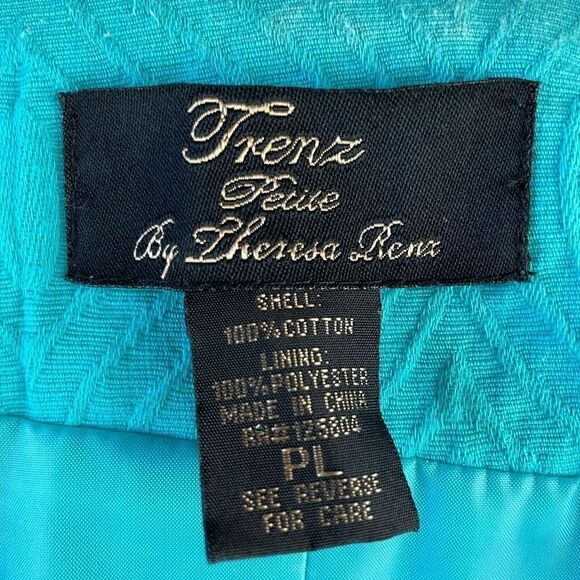 Trenz
Petite
By Theresa Renz
SHELL:
100% COTTON
LINING:
100% POLYESTER
MADE IN CHINA
RN# 125804
PL
SEE REVERSE
FOR CARE